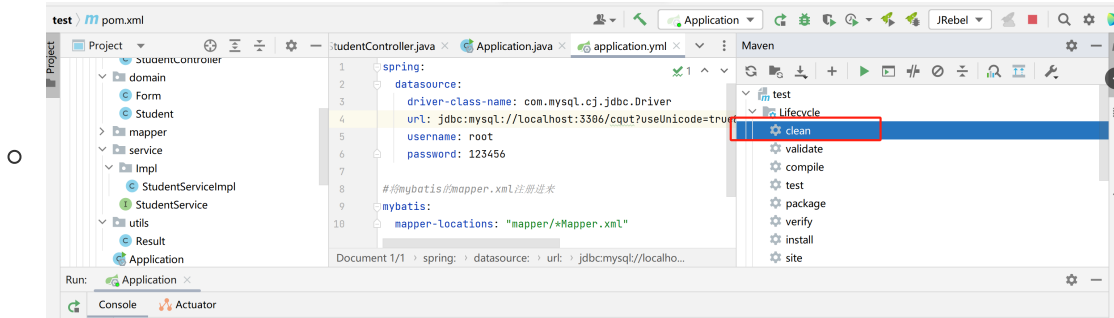 test pom.xml Application JRebel
Project
Project
tudentController.java Application.java application.yml
Maven
StudentController
domain
Form
Student
mapper
service
Impl
StudentServiceImpl
StudentService
utils
Result
Application
1 spring:
2 datasource:
3 driver-class-name: com.mysql.cj.jdbc.Driver
4 url: jdbc:mysql://localhost:3306/cqut?useUnicode=true
5 username: root
6 password: 123456
7
8 #将mybatis的mapper.xml注册进来
9 mybatis:
10 mapper-locations: "mapper/*Mapper.xml"
1
Document 1/1 › spring: › datasource: › url: › jdbc:mysql://localho...
test
Lifecycle
clean
validate
compile
test
package
verify
install
site
Run: Application
Console Actuator